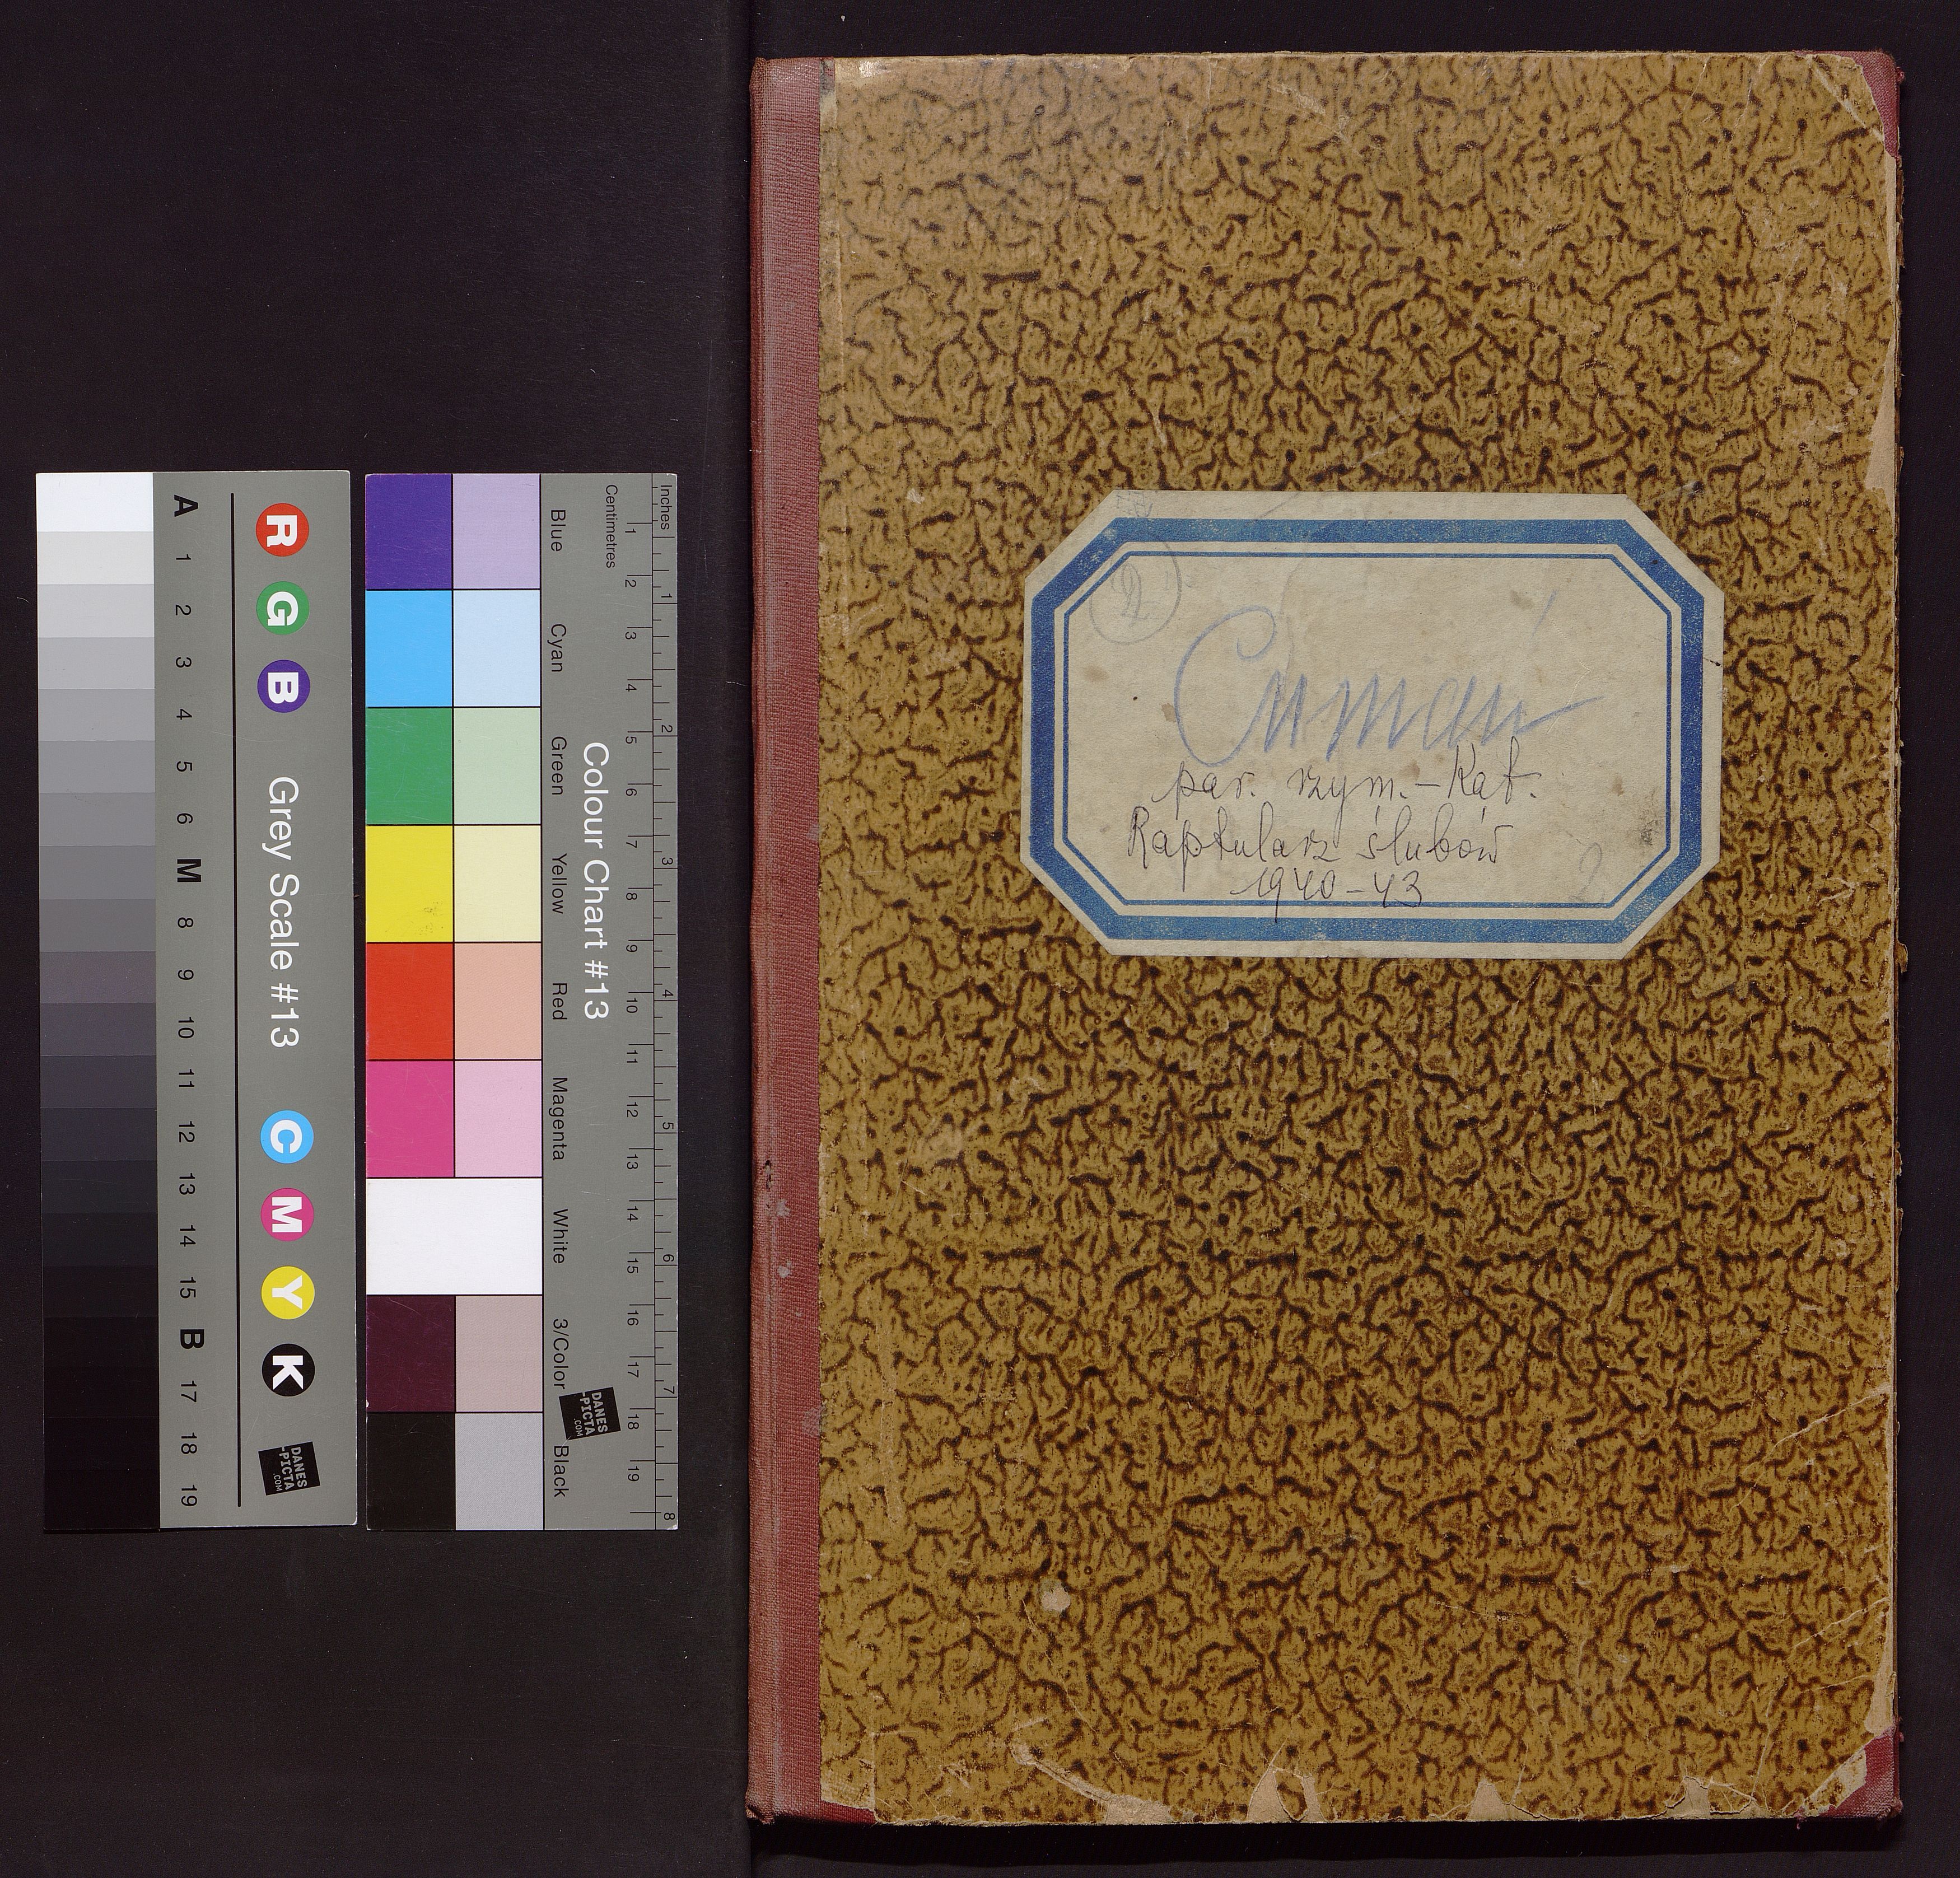 Cumań
par. rzym.-kat.
Raptularz ślubów
1940-43
2
A 1 2 3 4 5 6 M 8 9 10 11 12 13 14 15 B 17 18 19
R G B Grey Scale #13 C M Y K
DANES
-PICTA
.COM
Blue Cyan Green Yellow Red Magenta White 3/Color Black
Colour Chart #13
DANES
-PICTA
.COM
Centimetres 1 2 3 4 5 6 7 8 9 10 11 12 13 14 15 16 17 18 19
Inches 1 2 3 4 5 6 7 8